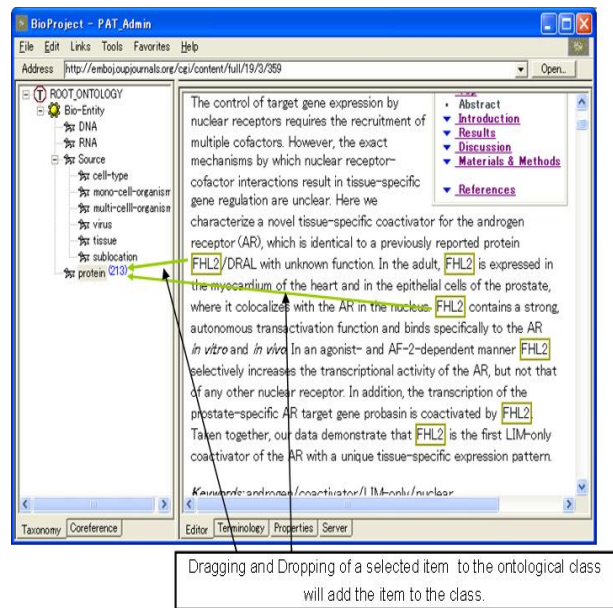 BioProject - PAT_Admin
File Edit Links Tools Favorites Help
Address http://emboj.oupjournals.org/cgi/content/full/19/3/359 Open..
ROOT_ONTOLOGY
Bio-Entity
DNA
RNA
Source
cell-type
mono-cell-organism
multi-celll-organism
virus
tissue
sublocation
protein (213)
Taxonomy Coreference
Abstract
Introduction
Results
Discussion
Materials & Methods
References
The control of target gene expression by
nuclear receptors requires the recruitment of
multiple cofactors. However, the exact
mechanisms by which nuclear receptor-
cofactor interactions result in tissue-specific
gene regulation are unclear. Here we
characterize a novel tissue-specific coactivator for the androgen
receptor (AR), which is identical to a previously reported protein
FHL2/DRAL with unknown function. In the adult, FHL2 is expressed in
the myocardium of the heart and in the epithelial cells of the prostate,
where it colocalizes with the AR in the nucleus. FHL2 contains a strong,
autonomous transactivation function and binds specifically to the AR
in vitro and in vivo. In an agonist- and AF-2-dependent manner FHL2
selectively increases the transcriptional activity of the AR, but not that
of any other nuclear receptor. In addition, the transcription of the
prostate-specific AR target gene probasin is coactivated by FHL2.
Taken together, our data demonstrate that FHL2 is the first LIM-only
coactivator of the AR with a unique tissue-specific expression pattern.
Keywords: androgen/coactivator/LIM-only/nuclear
Editor Terminology Properties Server
Dragging and Dropping of a selected item to the ontological class
will add the item to the class.